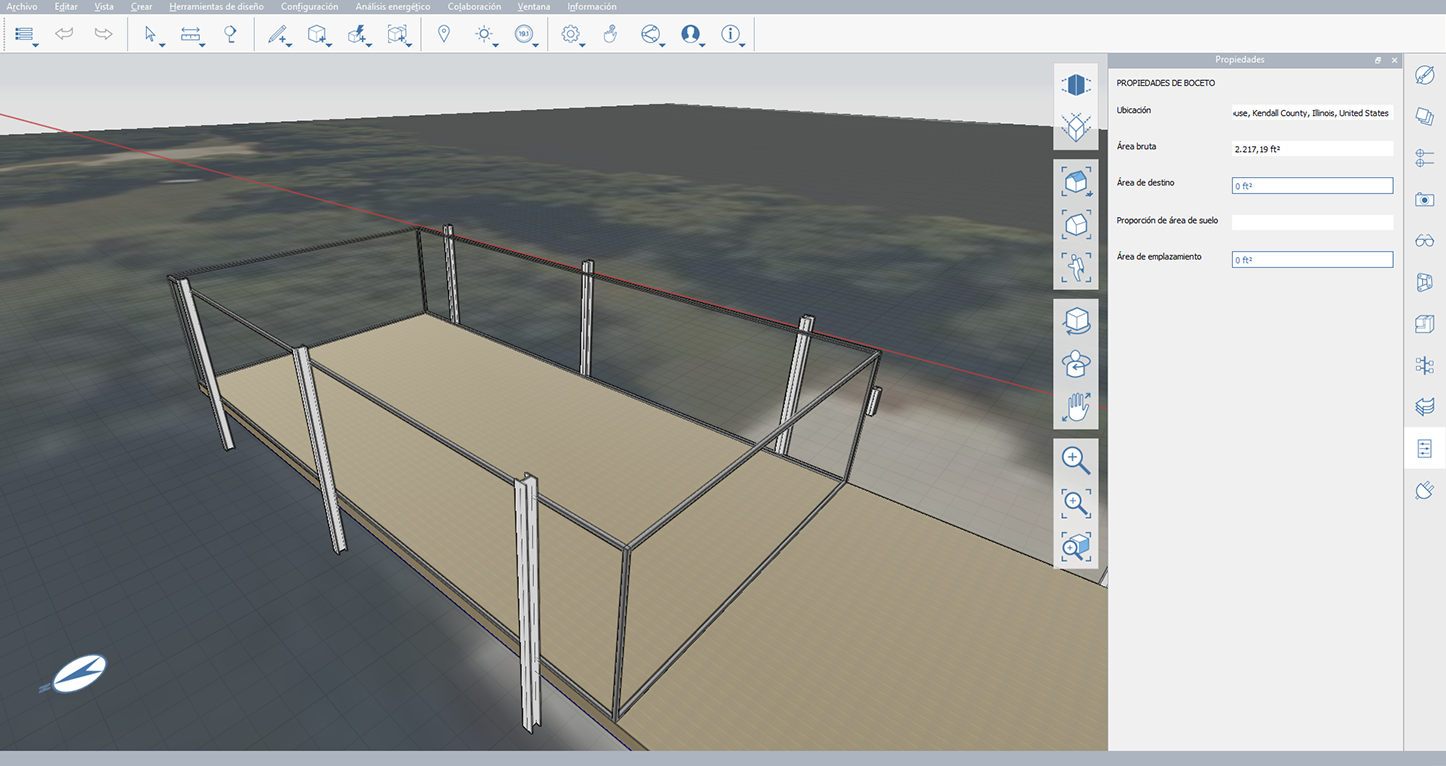 Archivo Editar Vista Crear Herramientas de diseño Configuración Análisis energético Colaboración Ventana Información
19.1
Propiedades
PROPIEDADES DE BOCETO
Ubicación use, Kendall County, Illinois, United States
Área bruta 2.217,19 ft²
Área de destino 0 ft²
Proporción de área de suelo
Área de emplazamiento 0 ft²